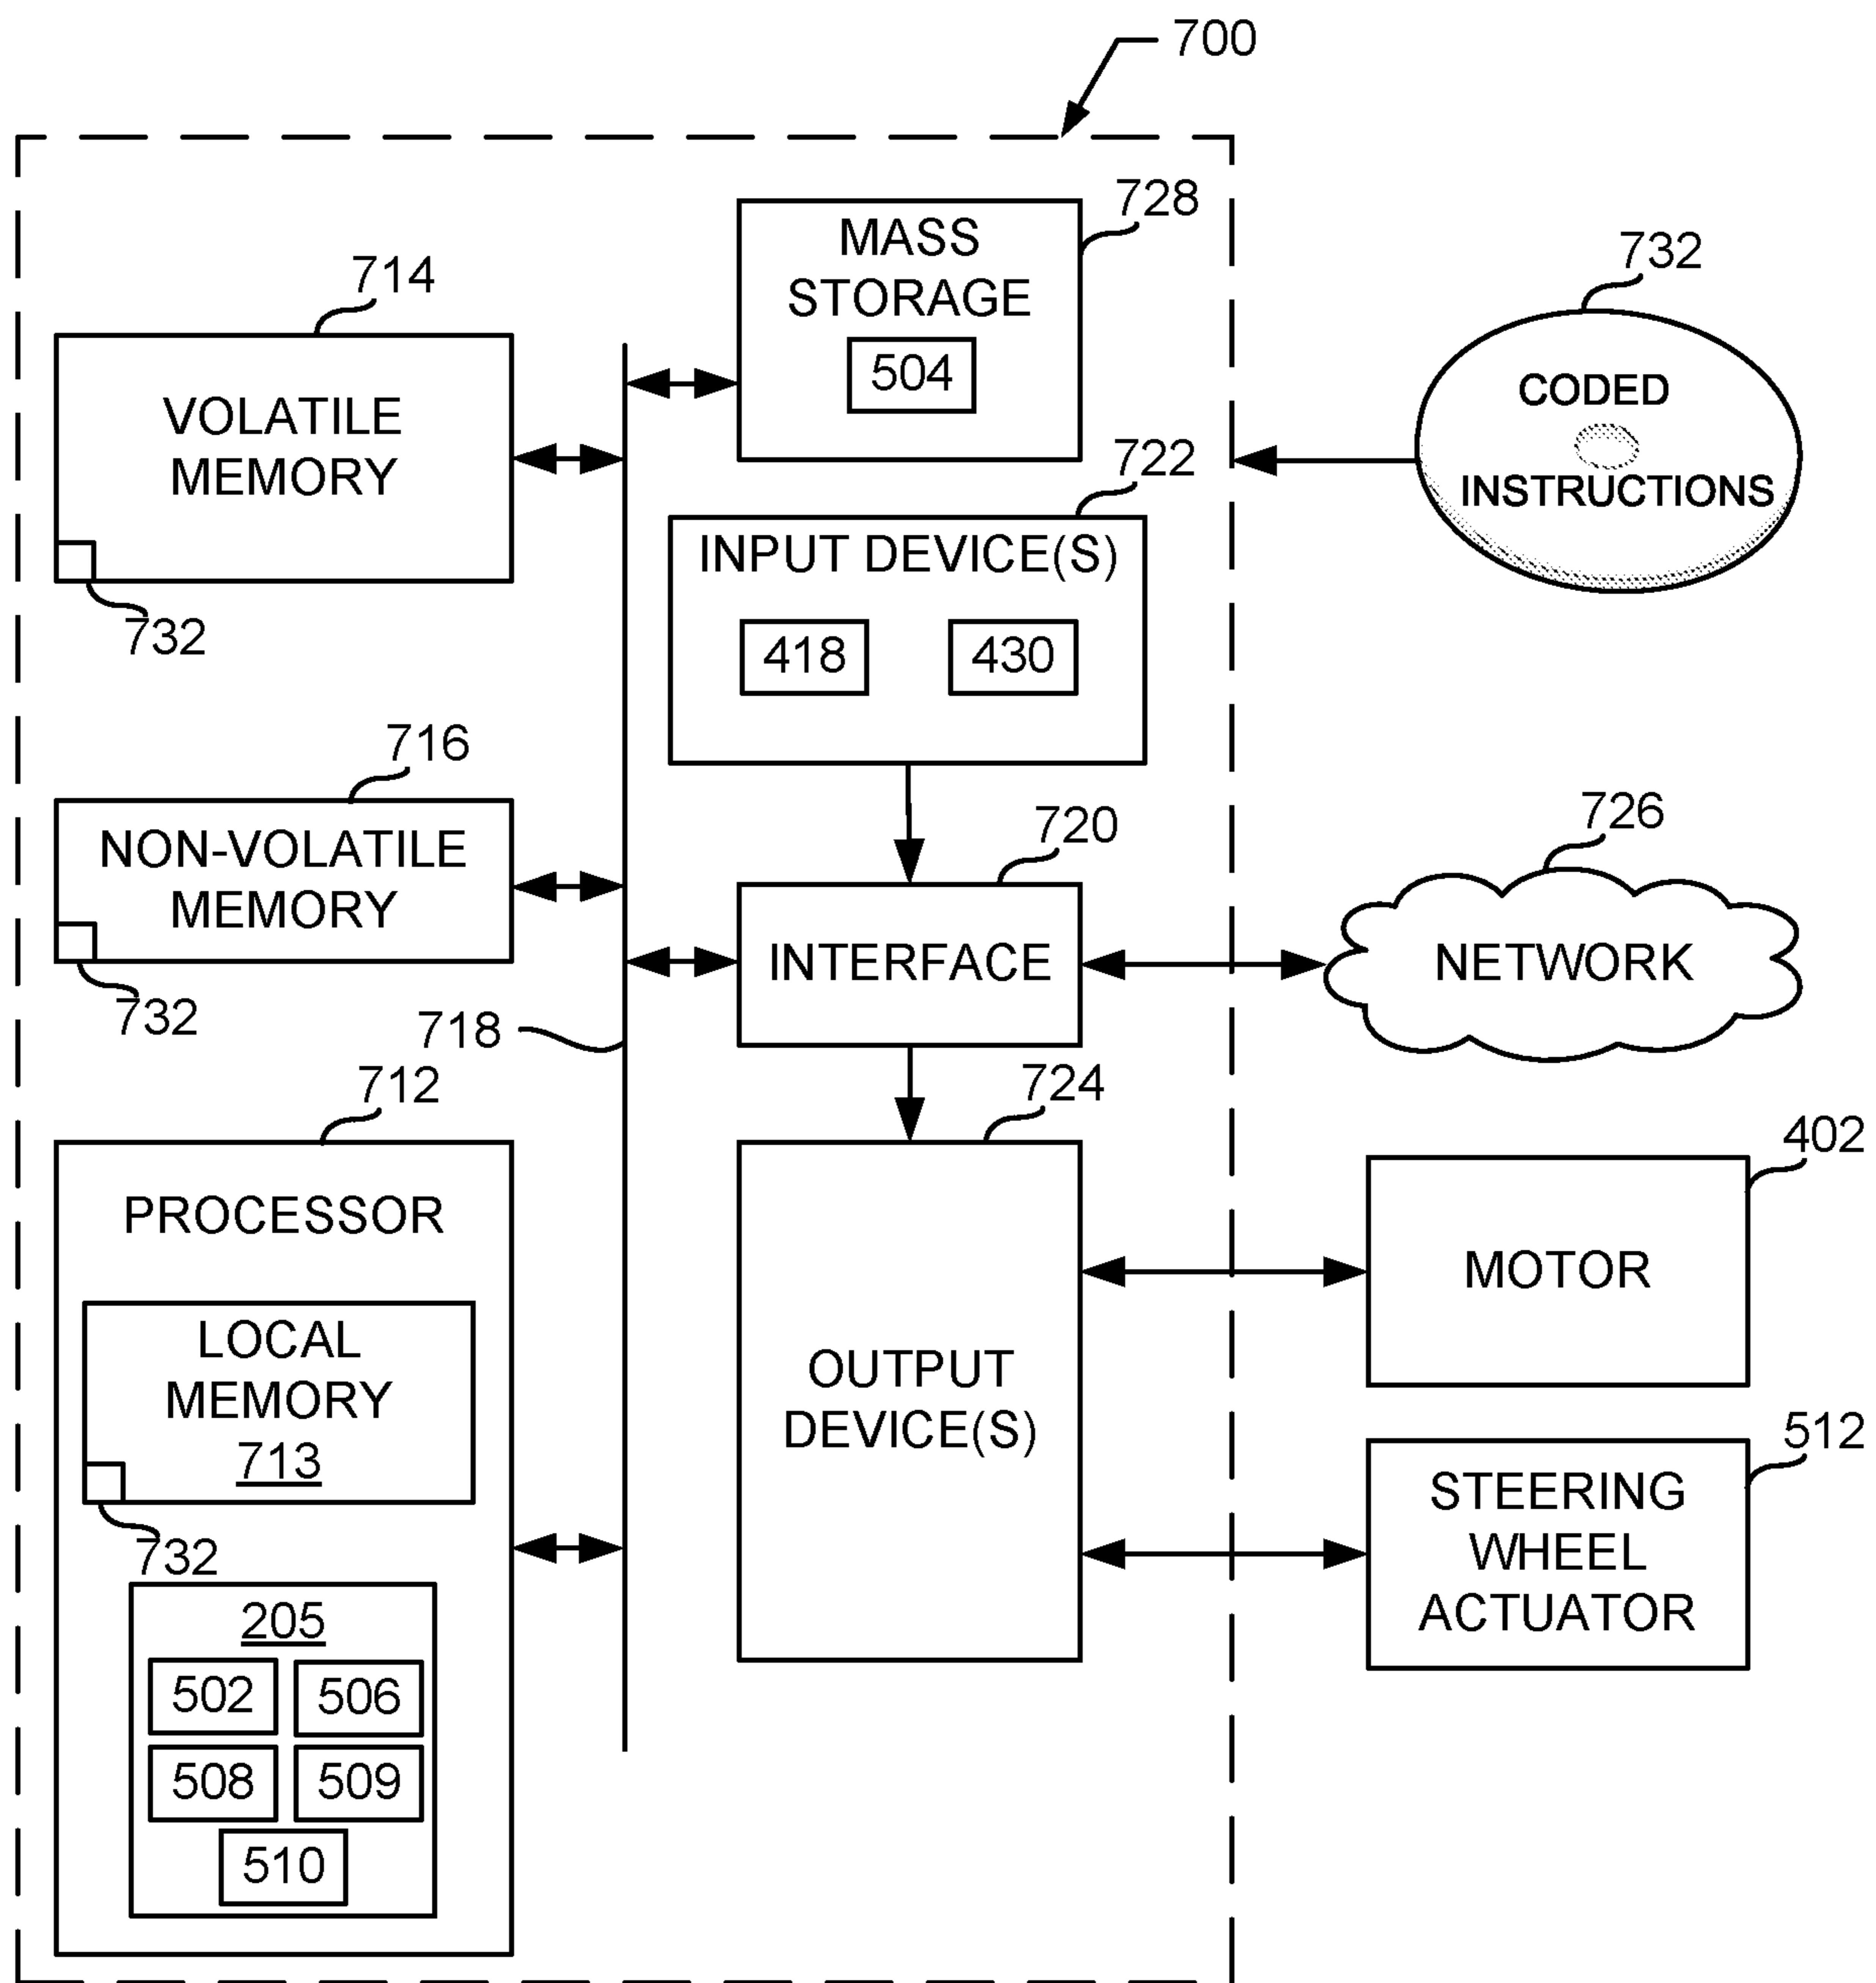 700
728
MASS
STORAGE
504
714
VOLATILE
MEMORY
732
732
CODED
INSTRUCTIONS
722
INPUT DEVICE(S)
418 430
716
NON-VOLATILE
MEMORY
732
718
720
INTERFACE
726
NETWORK
712
PROCESSOR
LOCAL
MEMORY
713
732
205
502 506
508 509
510
724
OUTPUT
DEVICE(S)
402
MOTOR
512
STEERING
WHEEL
ACTUATOR